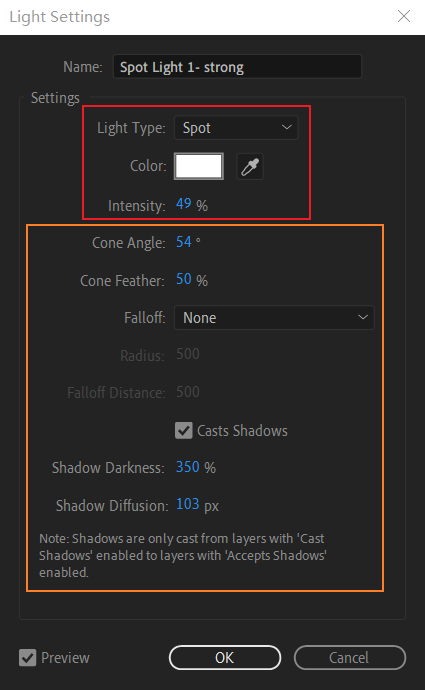 Light Settings
Name: Spot Light 1- strong
Settings
Light Type: Spot
Color:
Intensity: 49 %
Cone Angle: 54 °
Cone Feather: 50 %
Falloff: None
Radius: 500
Falloff Distance: 500
Casts Shadows
Shadow Darkness: 350 %
Shadow Diffusion: 103 px
Note: Shadows are only cast from layers with 'Cast
Shadows' enabled to layers with 'Accepts Shadows'
enabled.
Preview OK Cancel